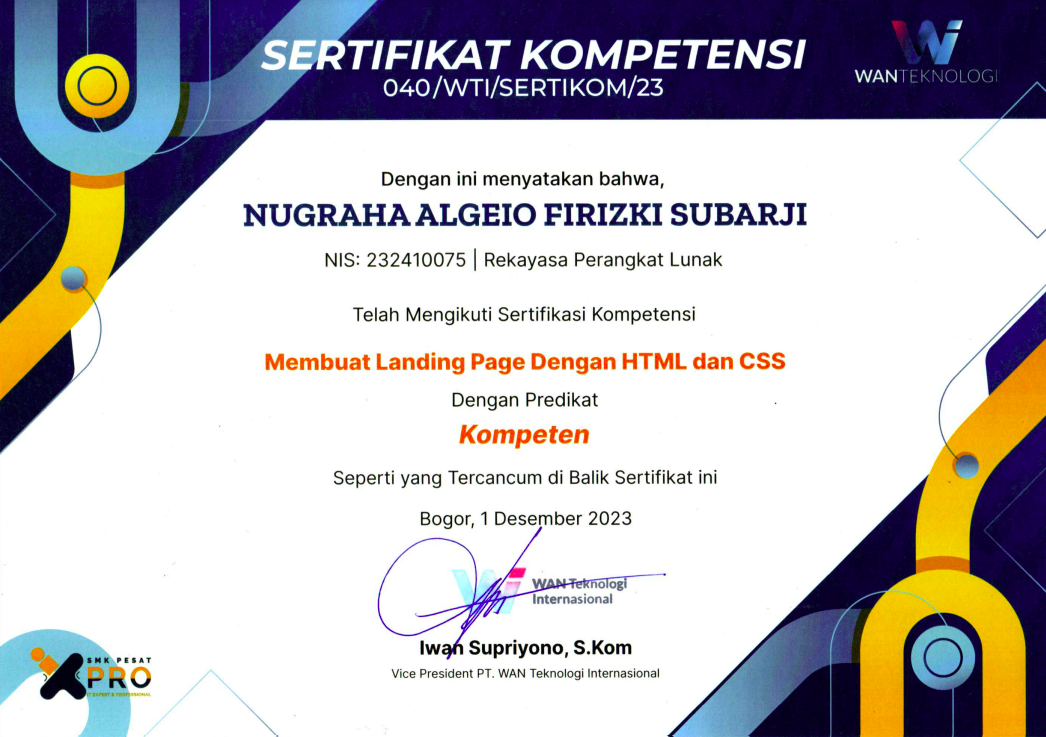 SERTIFIKAT KOMPETENSI
040/WTI/SERTIKOM/23
WANTEKNOLOGI
Dengan ini menyatakan bahwa,
NUGRAHA ALGEIO FIRIZKI SUBARJI
NIS: 232410075 | Rekayasa Perangkat Lunak
Telah Mengikuti Sertifikasi Kompetensi
Membuat Landing Page Dengan HTML dan CSS
Dengan Predikat
Kompeten
Seperti yang Tercancum di Balik Sertifikat ini
Bogor, 1 Desember 2023
WAN Teknologi
Internasional
Iwan Supriyono, S.Kom
Vice President PT. WAN Teknologi Internasional
SMK PESAT
PRO
IT EXPERT & PROFESSIONAL